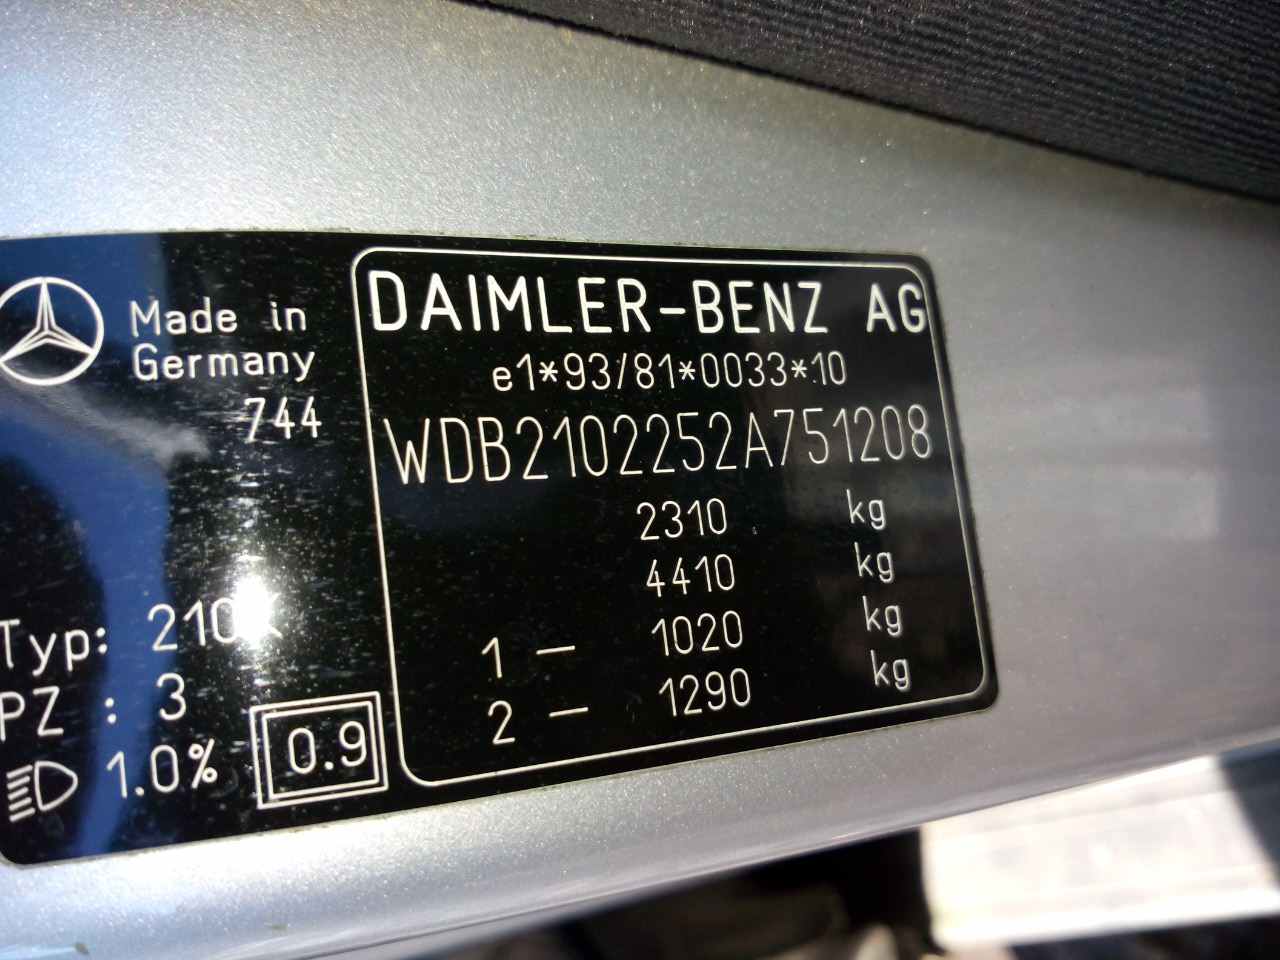 Made in
Germany
744
DAIMLER-BENZ AG
e1*93/81*0033*10
WDB2102252A751208
2310 kg
4410 kg
1 — 1020 kg
2 — 1290 kg
Typ: 210K
PZ : 3
1.0%
0.9